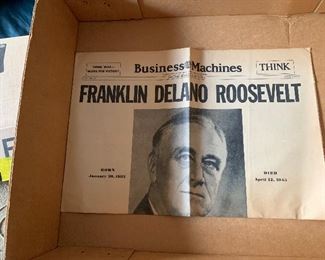 Business Machines
THINK
FRANKLIN DELANO ROOSEVELT
BORN
January 30, 1882
DIED
April 12, 1945